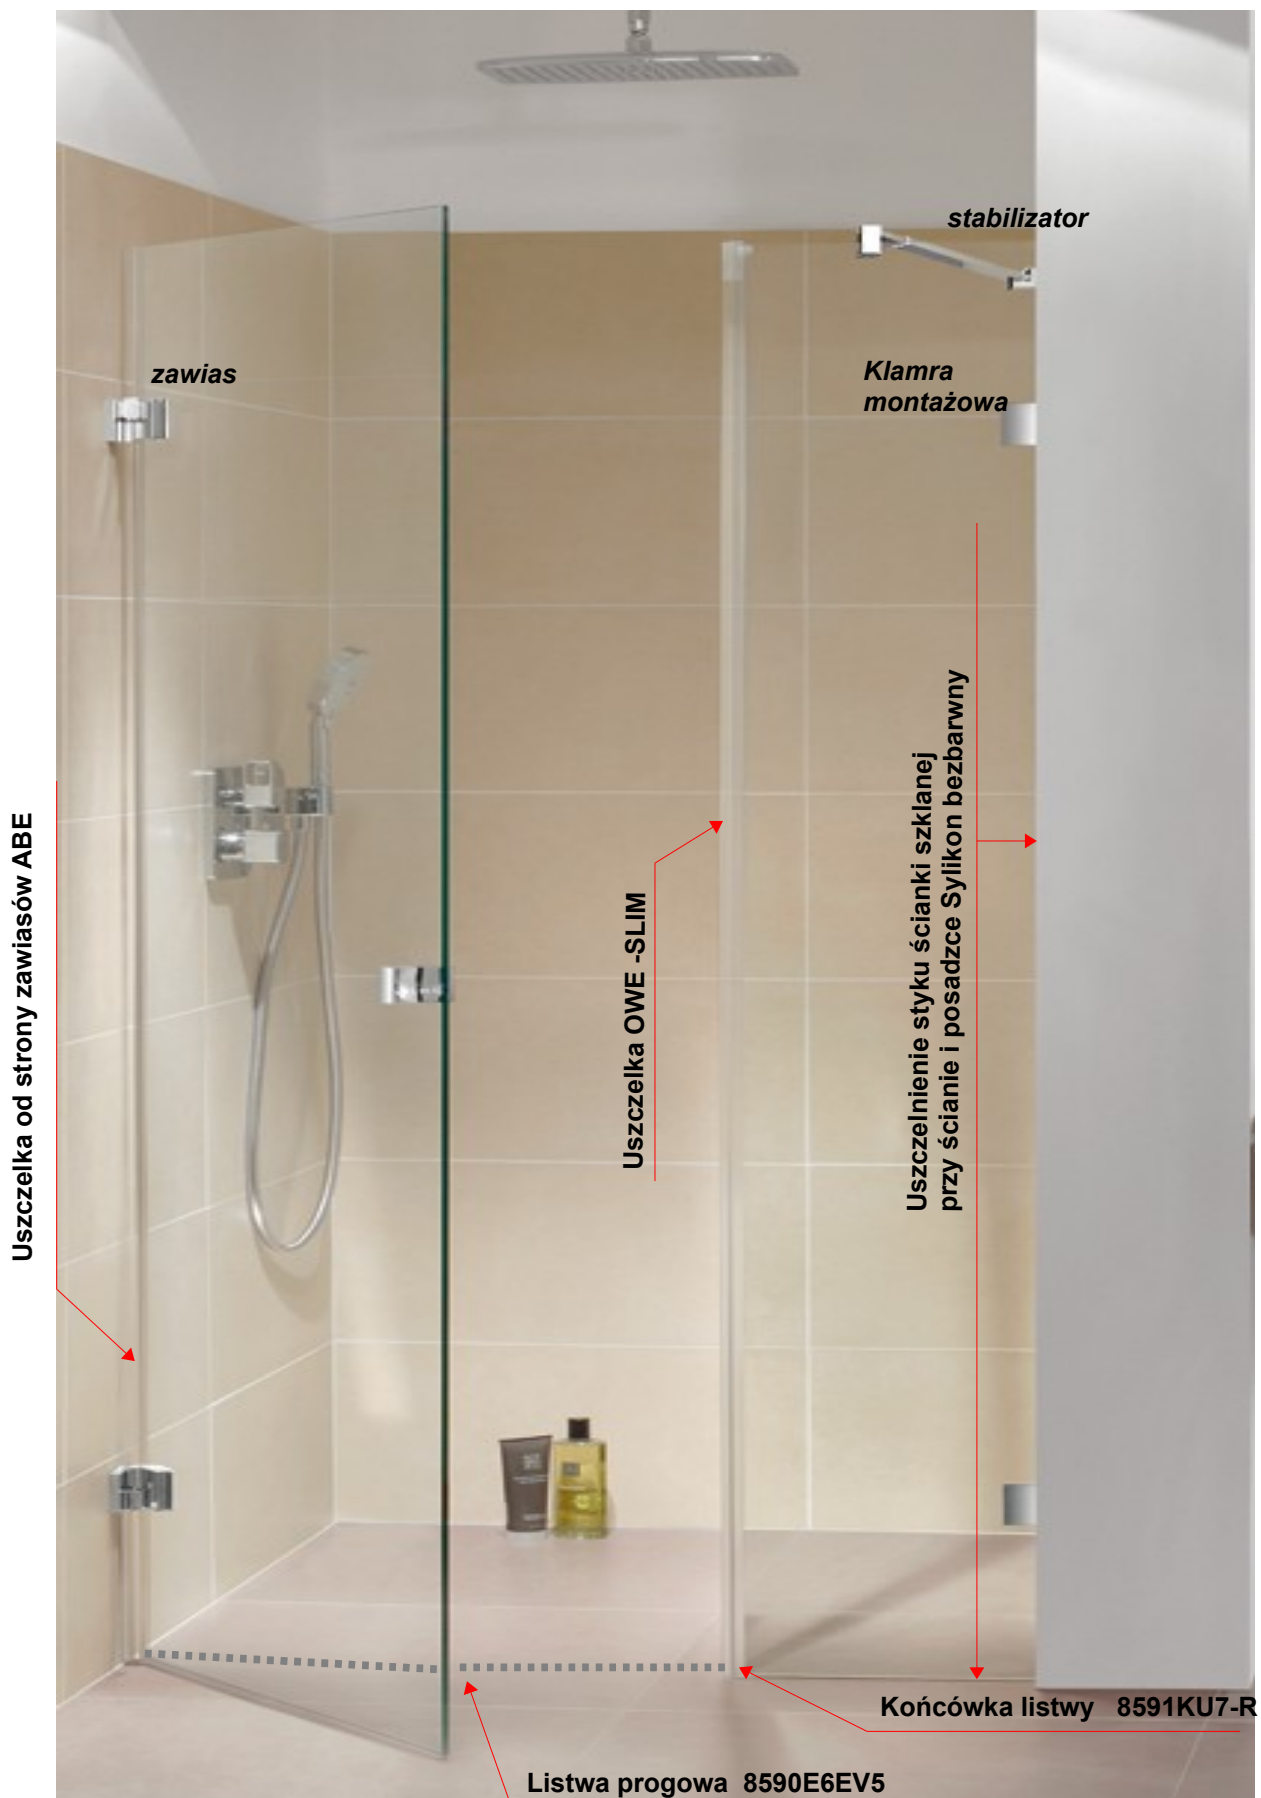 stabilizator
zawias
Klamra
montażowa
Uszczelka od strony zawiasów ABE
Uszczelka OWE -SLIM
Uszczelnienie styku ścianki szklanej
przy ścianie i posadzce Sylikon bezbarwny
Końcówka listwy 8591KU7-R
Listwa progowa 8590E6EV5